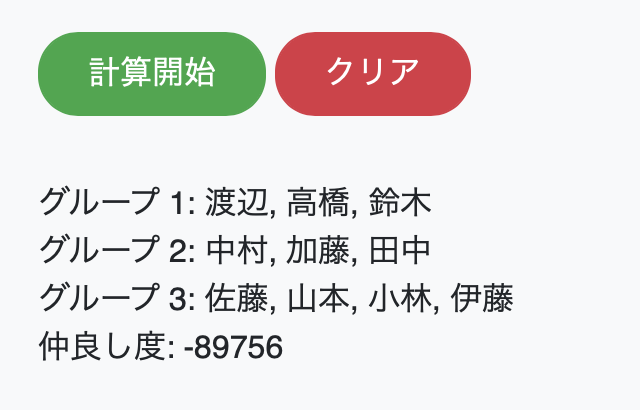 計算開始 クリア
グループ 1: 渡辺, 高橋, 鈴木
グループ 2: 中村, 加藤, 田中
グループ 3: 佐藤, 山本, 小林, 伊藤
仲良し度: -89756